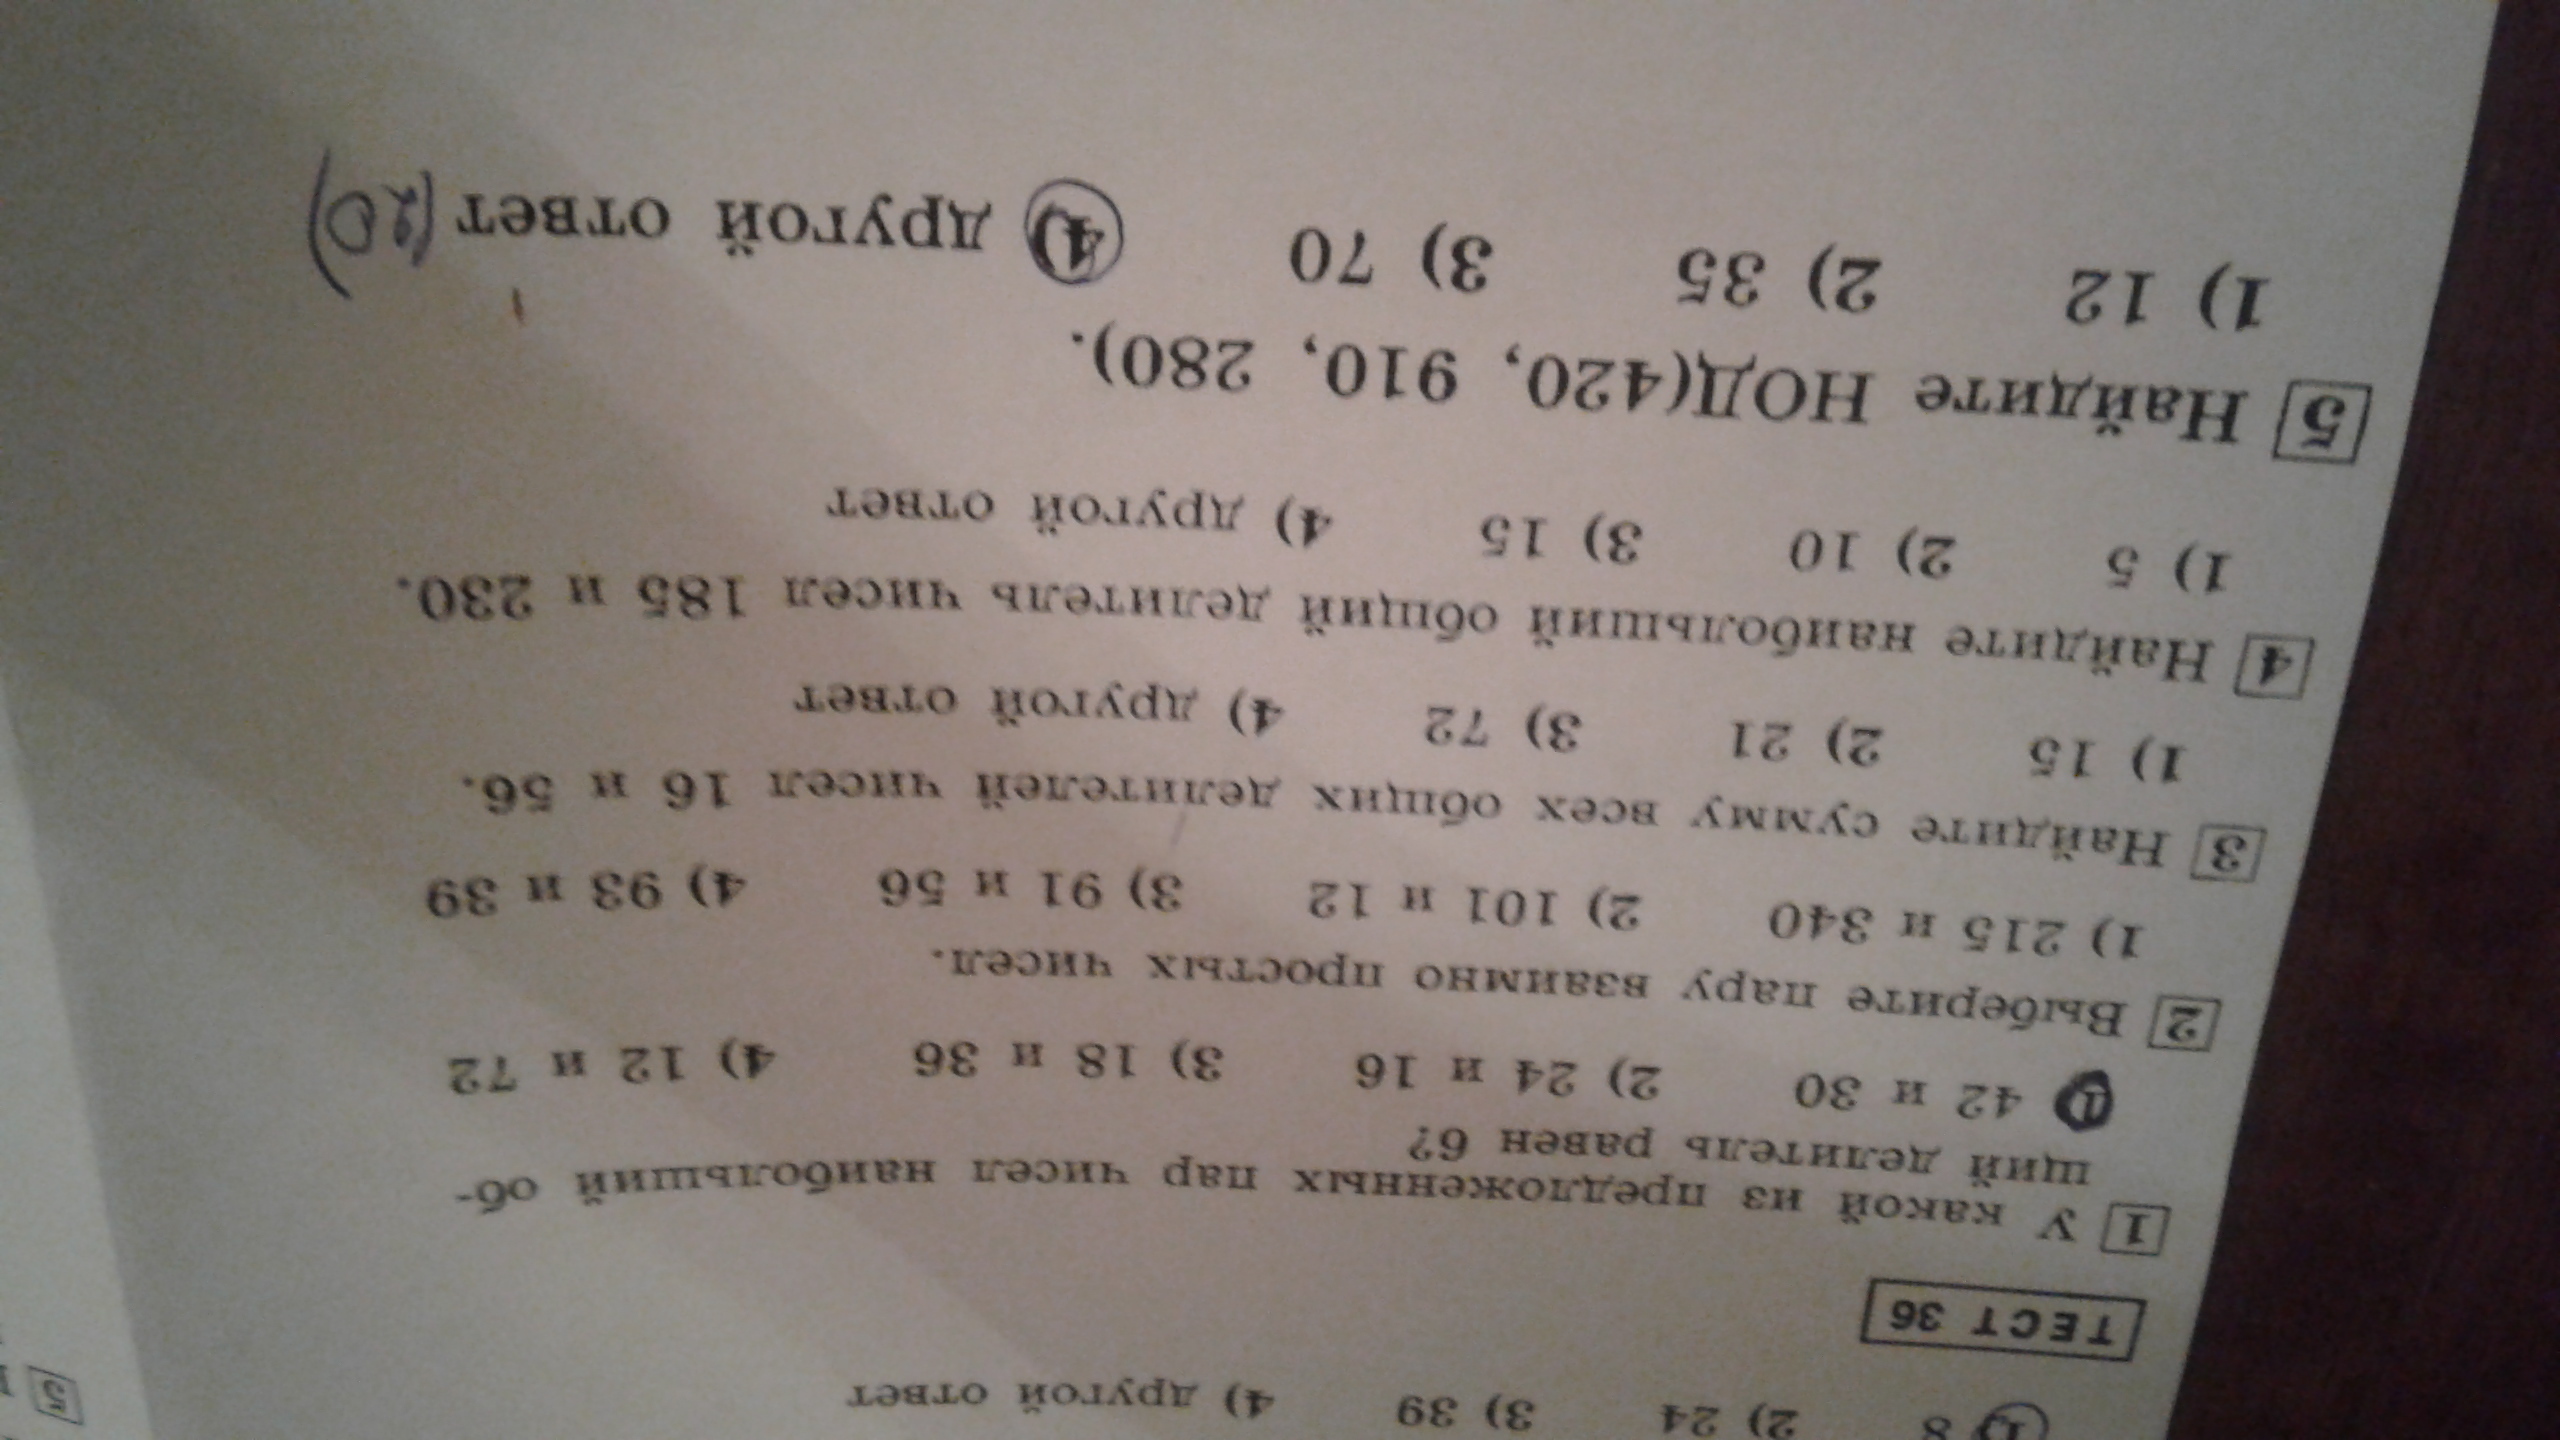 1) 8 2) 24 3) 39 4) другой ответ
ТЕСТ 36
1 У какой из предложенных пар чисел наибольший об-
щий делитель равен 6?
1) 42 и 30 2) 24 и 16 3) 18 и 36 4) 12 и 72
2 Выберите пару взаимно простых чисел.
1) 215 и 340 2) 101 и 12 3) 91 и 56 4) 93 и 39
3 Найдите сумму всех общих делителей чисел 16 и 56.
1) 15 2) 21 3) 72 4) другой ответ
4 Найдите наибольший общий делитель чисел 185 и 230.
1) 5 2) 10 3) 15 4) другой ответ
5 Найдите НОД(420, 910, 280).
1) 12 2) 35 3) 70 4) другой ответ (20)
5